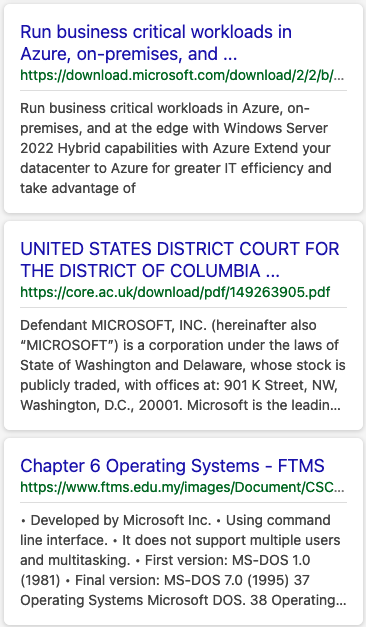 Run business critical workloads in
Azure, on-premises, and ...
https://download.microsoft.com/download/2/2/b/...
Run business critical workloads in Azure, on-
premises, and at the edge with Windows Server
2022 Hybrid capabilities with Azure Extend your
datacenter to Azure for greater IT efficiency and
take advantage of
UNITED STATES DISTRICT COURT FOR
THE DISTRICT OF COLUMBIA ...
https://core.ac.uk/download/pdf/149263905.pdf
Defendant MICROSOFT, INC. (hereinafter also
“MICROSOFT”) is a corporation under the laws of
State of Washington and Delaware, whose stock is
publicly traded, with offices at: 901 K Street, NW,
Washington, D.C., 20001. Microsoft is the leadin...
Chapter 6 Operating Systems - FTMS
https://www.ftms.edu.my/images/Document/CSC...
• Developed by Microsoft Inc. • Using command
line interface. • It does not support multiple users
and multitasking. • First version: MS-DOS 1.0
(1981) • Final version: MS-DOS 7.0 (1995) 37
Operating Systems Microsoft DOS. 38 Operating...